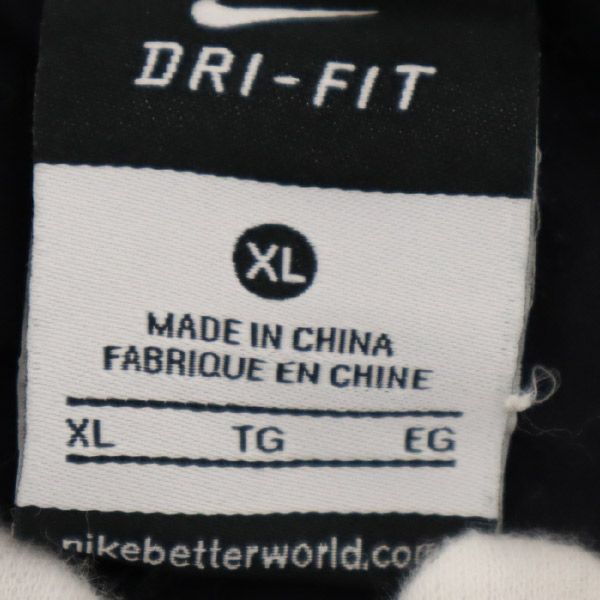 DRI-FIT
XL
MADE IN CHINA
FABRIQUE EN CHINE
XL TG EG
nikebetterworld.com